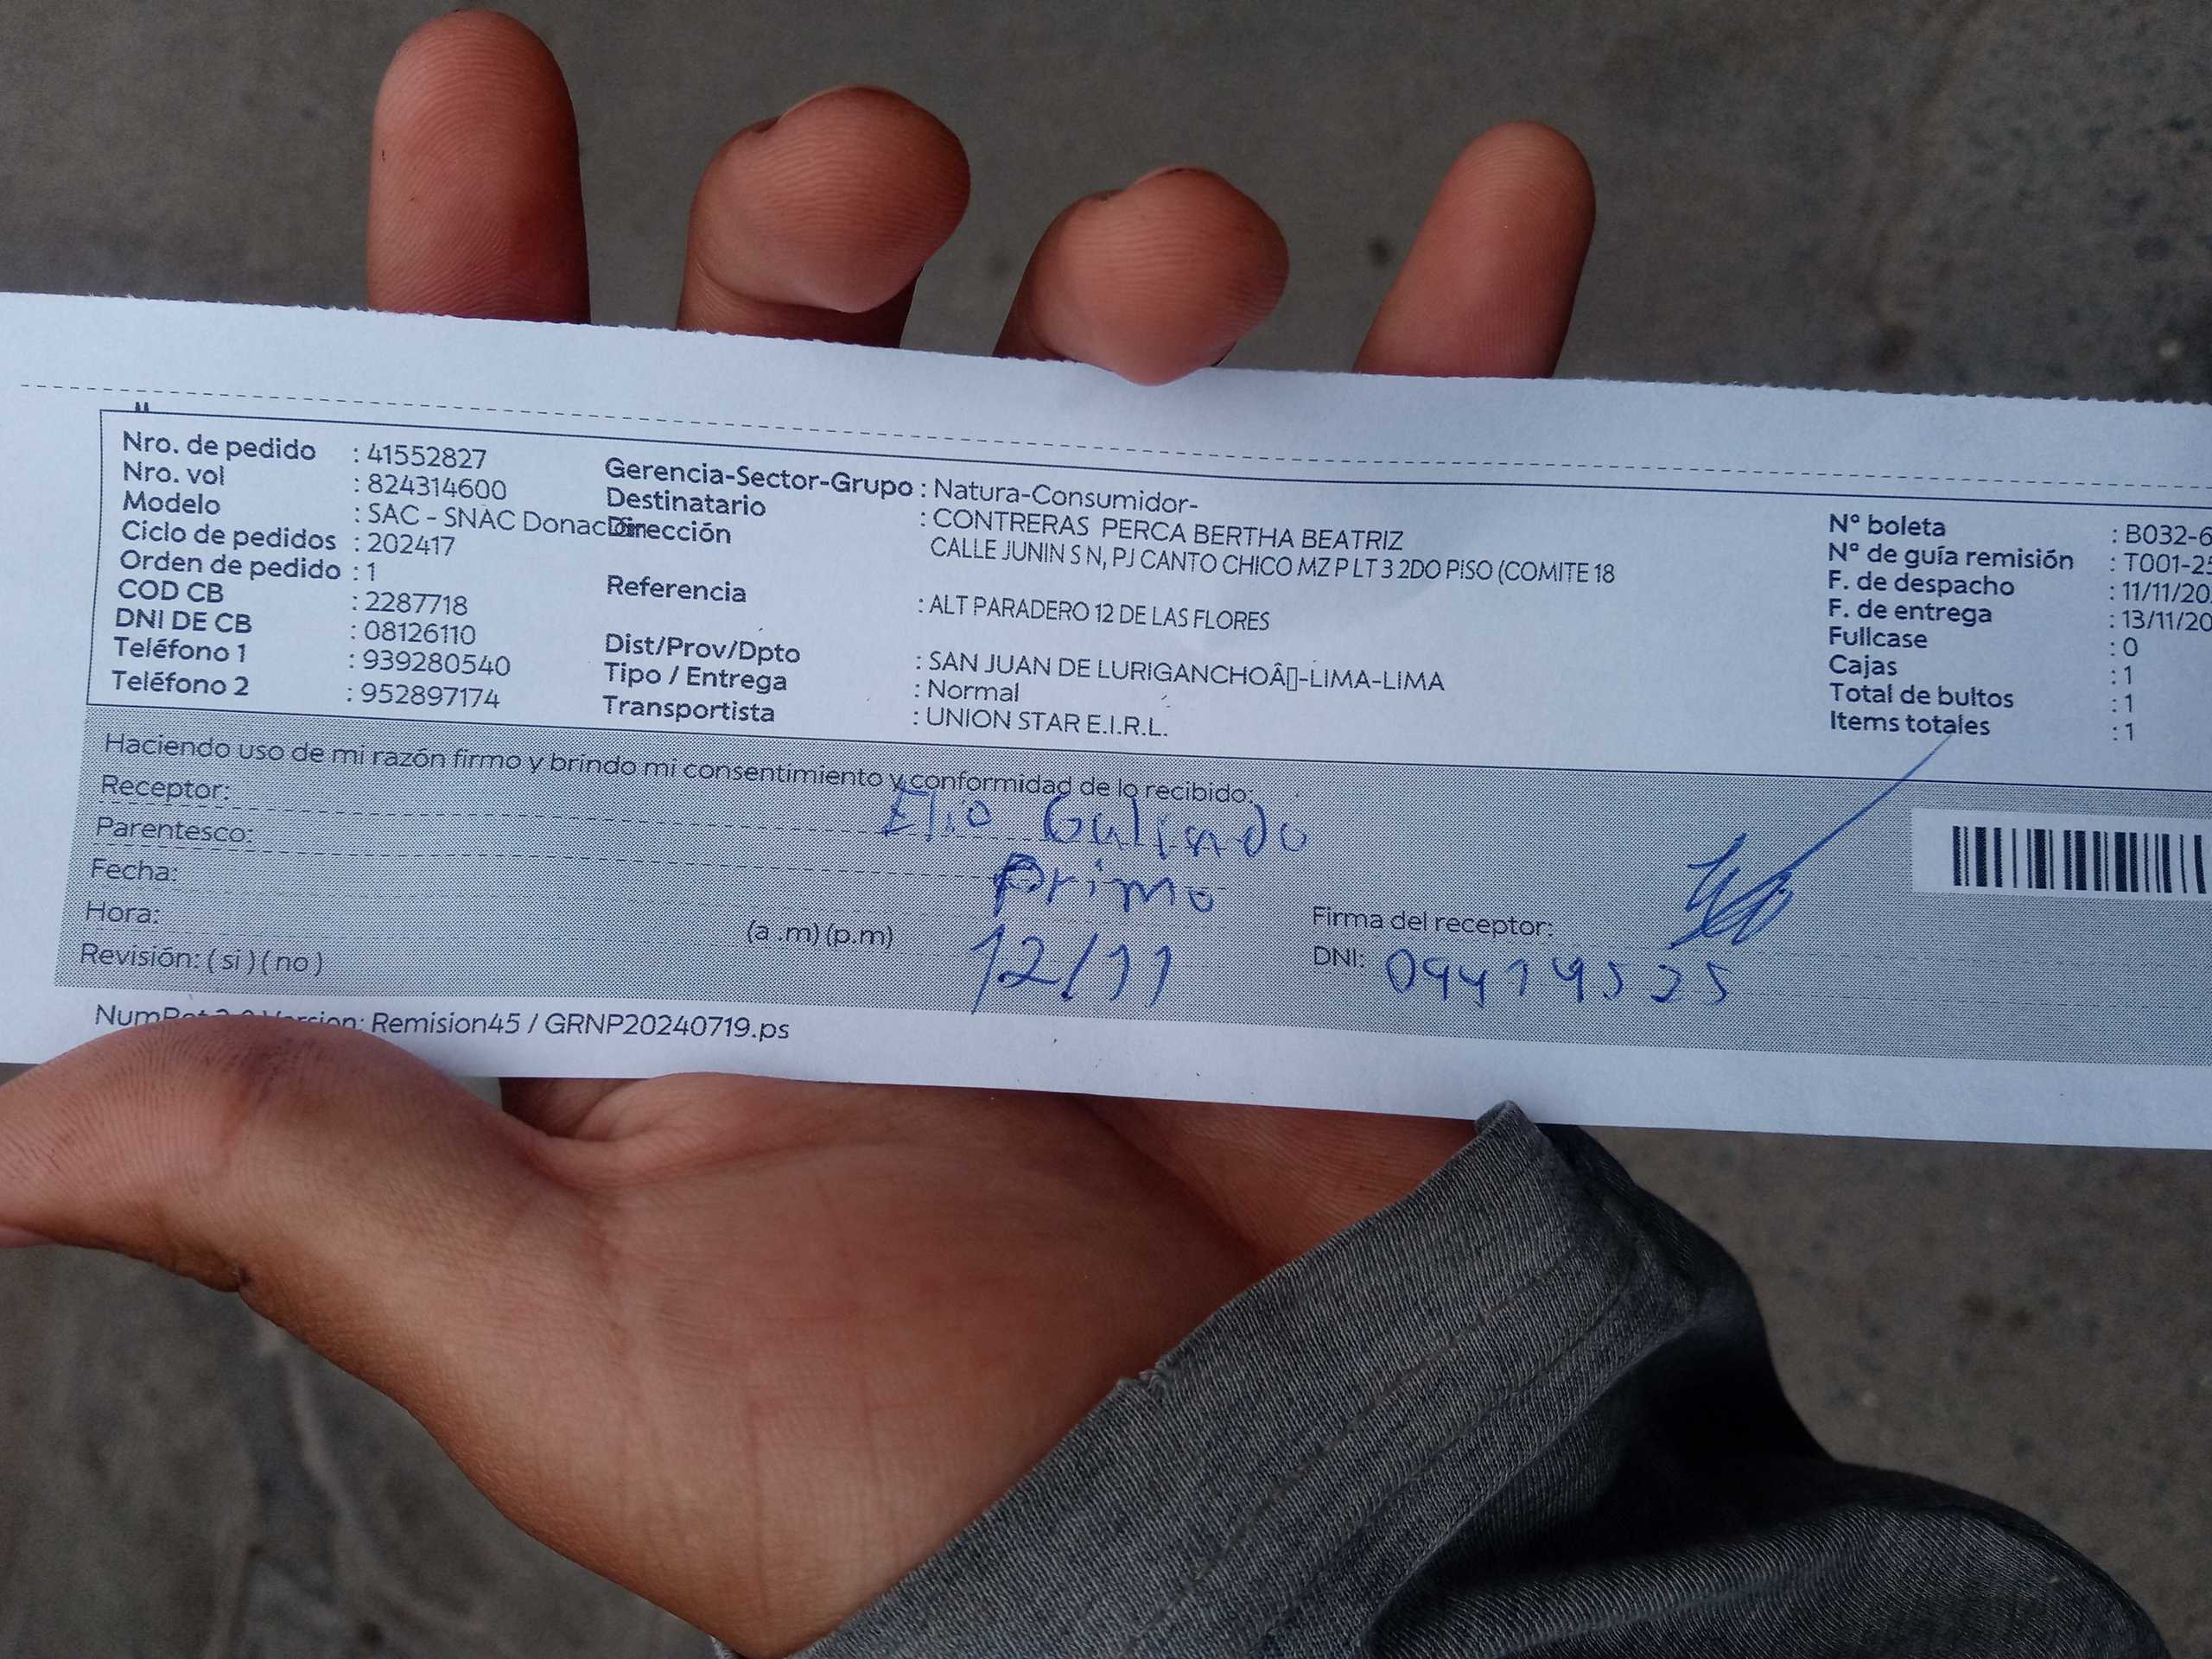 Nro. de pedido : 41552827
Nro. vol : 824314600
Modelo : SAC - SNAC Donac
Ciclo de pedidos : 202417
Orden de pedido : 1
COD CB : 2287718
DNI DE CB : 08126110
Teléfono 1 : 939280540
Teléfono 2 : 952897174
Gerencia-Sector-Grupo : Natura-Consumidor-
Destinatario : CONTRERAS PERCA BERTHA BEATRIZ
Dirección CALLE JUNIN S N, PJ CANTO CHICO MZ P LT 3 2DO PISO (COMITE 18
Referencia : ALT PARADERO 12 DE LAS FLORES
Dist/Prov/Dpto : SAN JUAN DE LURIGANCHOÂ▯-LIMA-LIMA
Tipo / Entrega : Normal
Transportista : UNION STAR E.I.R.L.
N° boleta : B032-6
N° de guía remisión : T001-25
F. de despacho : 11/11/20
F. de entrega : 13/11/20
Fullcase : 0
Cajas : 1
Total de bultos : 1
Items totales : 1
Haciendo uso de mi razón firmo y brindo mi consentimiento y conformidad de lo recibido:
Receptor: Elio Galindo
Parentesco: Primo
Fecha: 12/11
Hora: (a .m) (p.m)
Revisión: ( si ) ( no )
Firma del receptor:
DNI:
Remision45 / GRNP20240719.ps